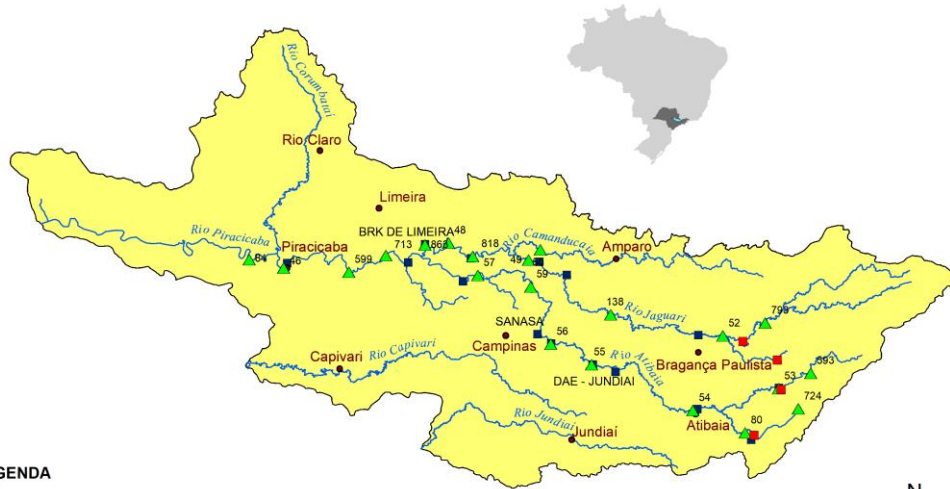 Rio Corumbataí
Rio Claro
Limeira
Rio Piracicaba
Piracicaba
BRK DE LIMEIRA
48
818
Rio Camanducaia
Amparo
713
49
84
599
57
59
138
Rio Jaguari
799
52
SANASA
Campinas
56
Capivari
Rio Capivari
55
Rio Atibaia
Bragança Paulista
DAE - JUNDIAI
593
53
724
54
Atibaia
80
Rio Jundiaí
Jundiaí
GENDA
N